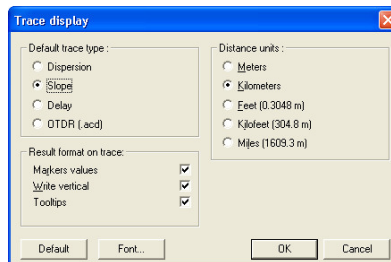 Trace display
Default trace type :
Dispersion
Slope
Delay
OTDR (.acd)
Result format on trace:
Markers values
Write vertical
Tooltips
Distance units :
Meters
Kilometers
Feet (0.3048 m)
Kilofeet (304.8 m)
Miles (1609.3 m)
Default
Font...
OK
Cancel